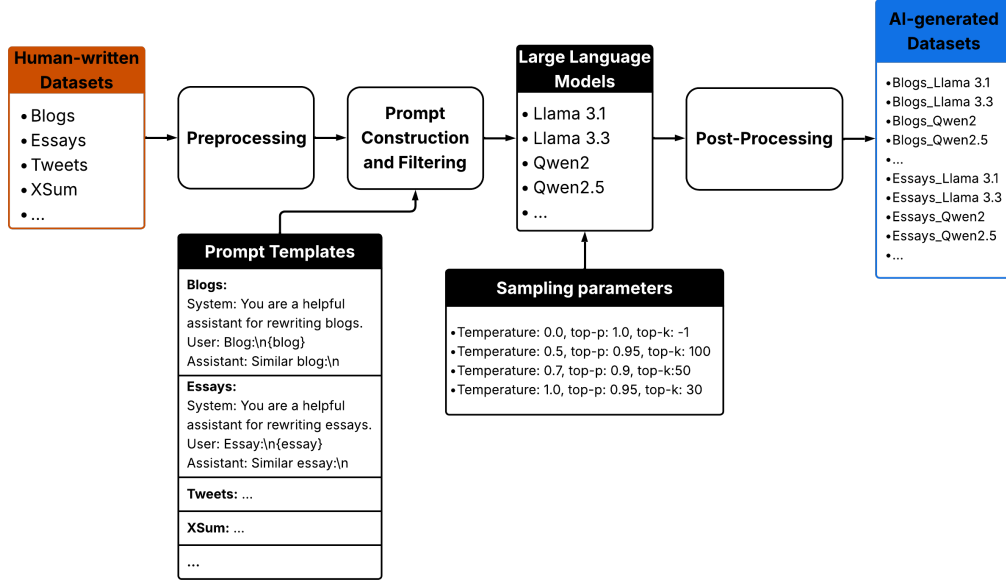 Human-written
Datasets
•Blogs
•Essays
•Tweets
•XSum
•...
Preprocessing
Prompt
Construction
and Filtering
Large Language
Models
• Llama 3.1
• Llama 3.3
• Qwen2
• Qwen2.5
• ...
Post-Processing
AI-generated
Datasets
•Blogs_Llama 3.1
•Blogs_Llama 3.3
•Blogs_Qwen2
•Blogs_Qwen2.5
•...
•Essays_Llama 3.1
•Essays_Llama 3.3
•Essays_Qwen2
•Essays_Qwen2.5
•...
Prompt Templates
Blogs:
System: You are a helpful
assistant for rewriting blogs.
User: Blog:\n{blog}
Assistant: Similar blog:\n
Essays:
System: You are a helpful
assistant for rewriting essays.
User: Essay:\n{essay}
Assistant: Similar essay:\n
Tweets: ...
XSum: ...
...
Sampling parameters
•Temperature: 0.0, top-p: 1.0, top-k: -1
•Temperature: 0.5, top-p: 0.95, top-k: 100
•Temperature: 0.7, top-p: 0.9, top-k:50
•Temperature: 1.0, top-p: 0.95, top-k: 30